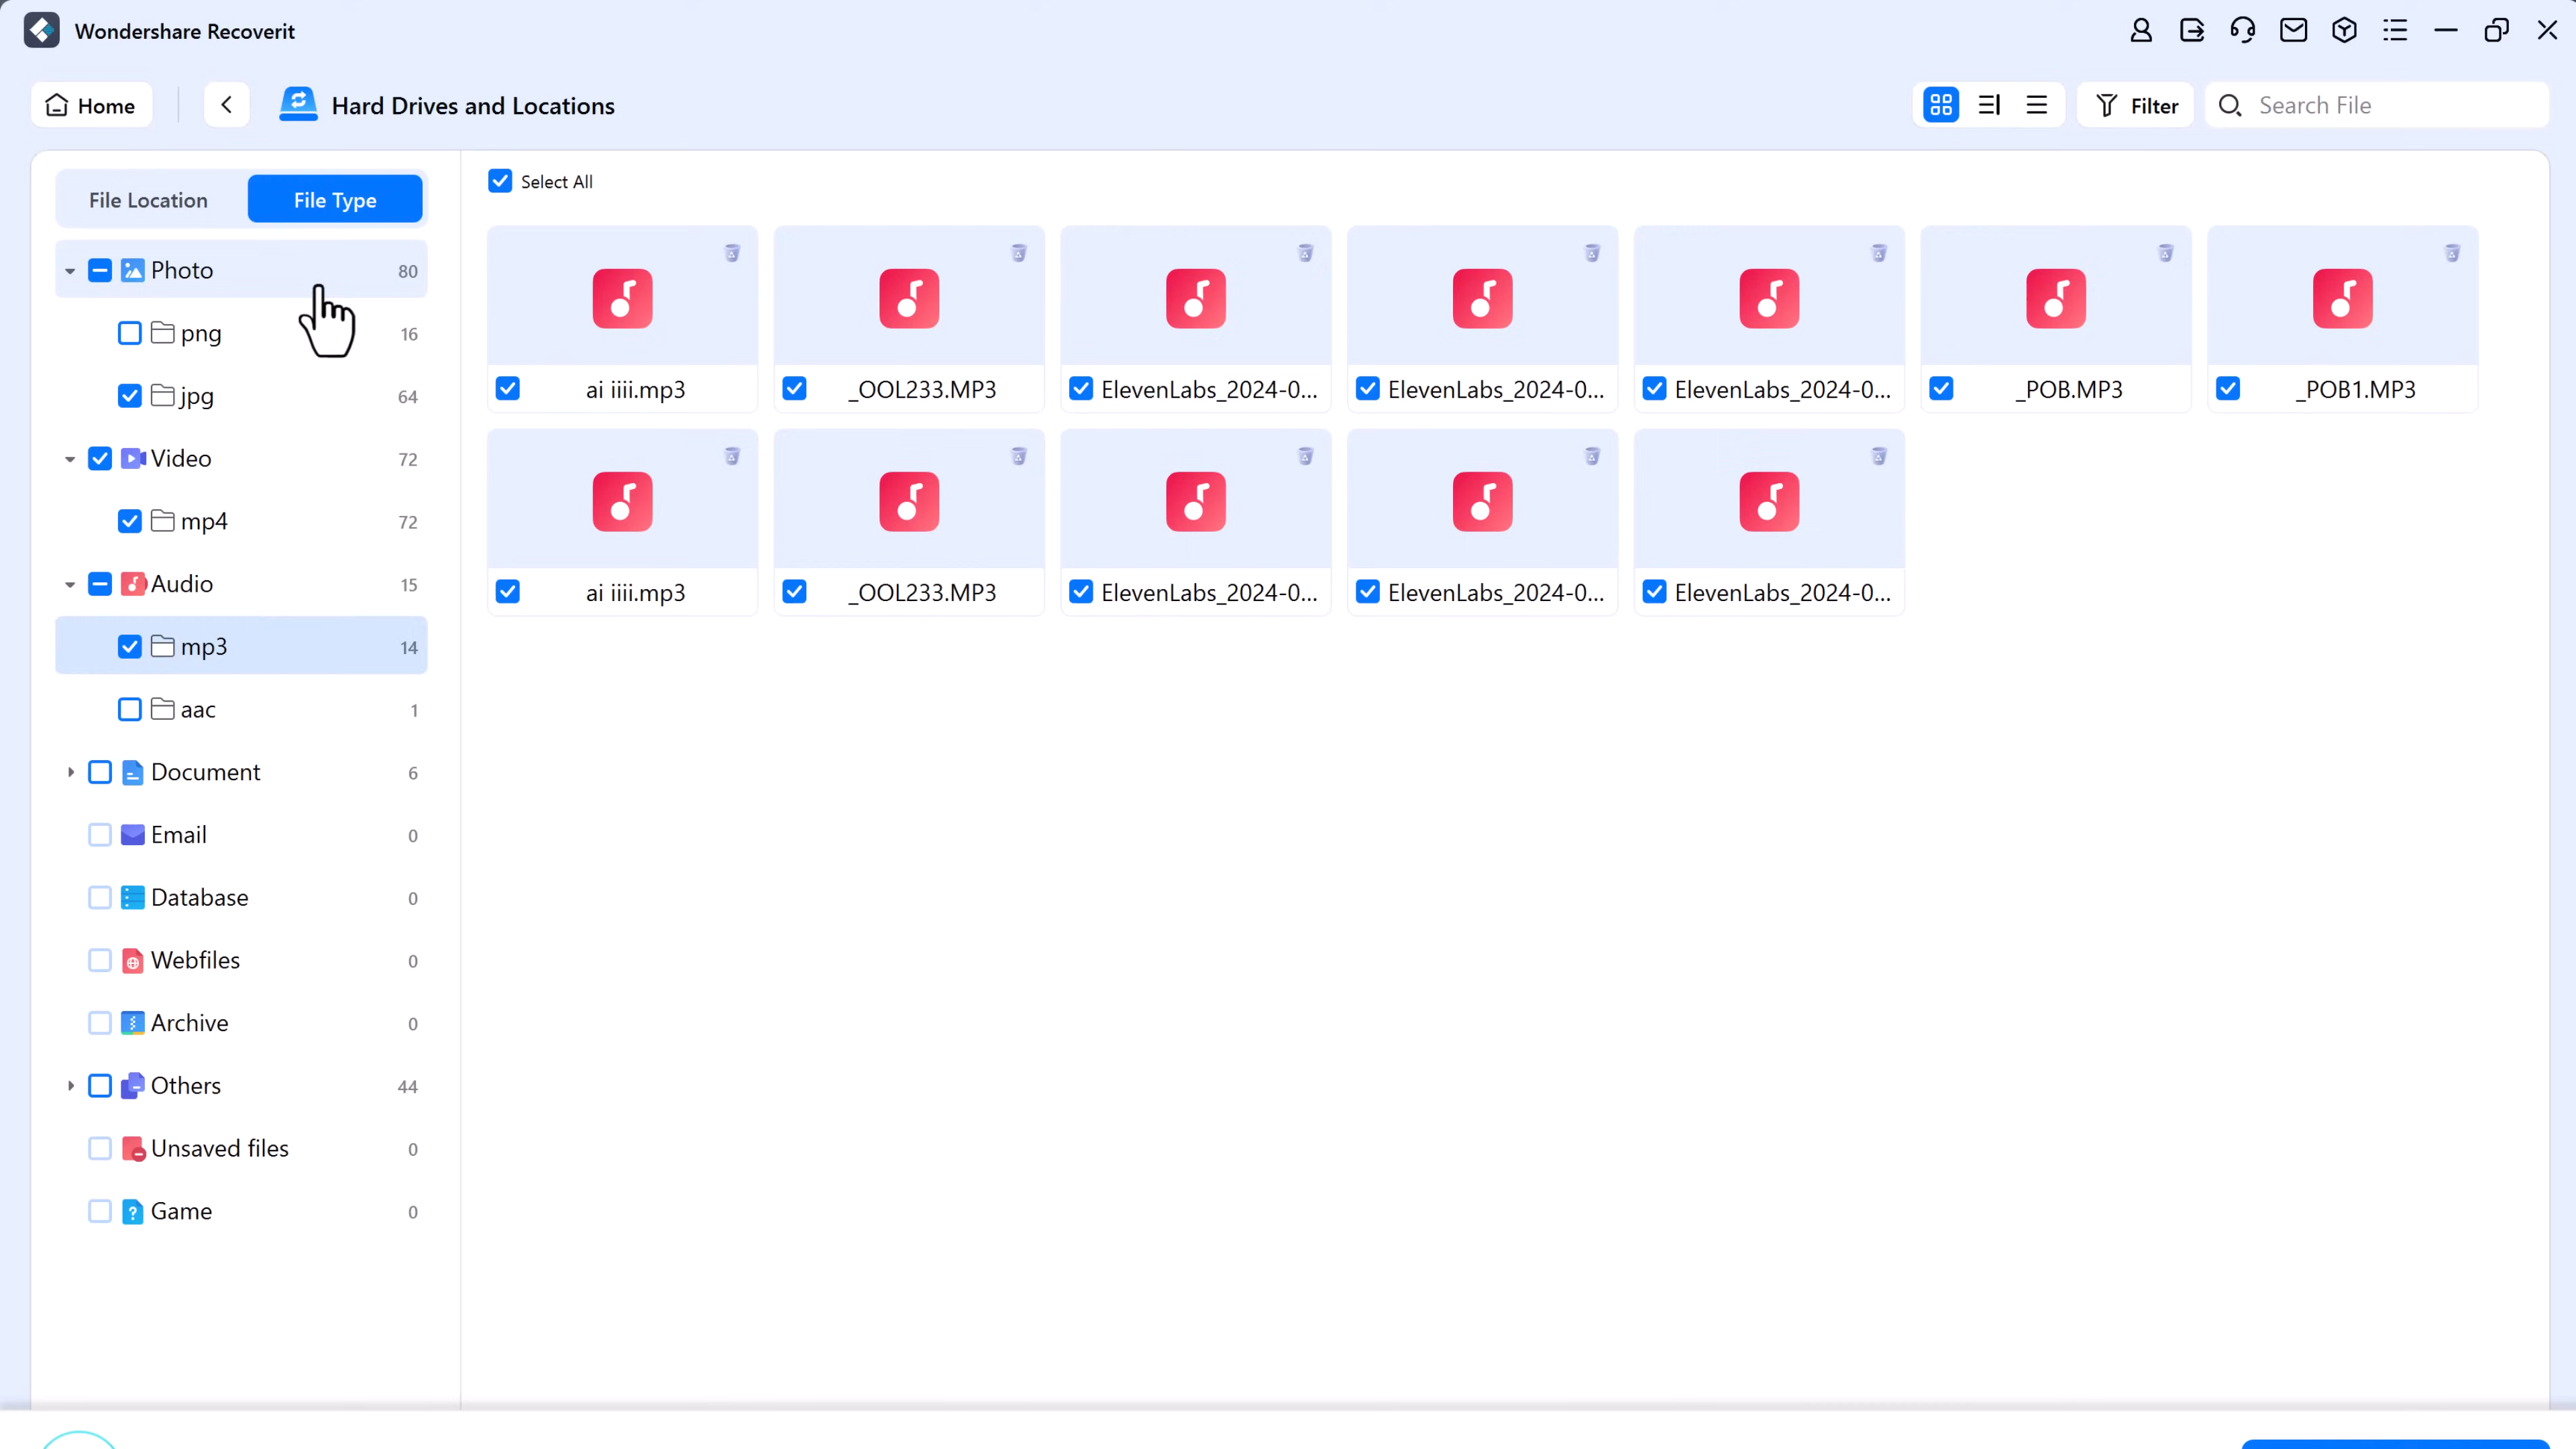 Wondershare Recoverit
Home
Hard Drives and Locations
Filter
Search File
File Location
File Type
Photo 80
png 16
jpg 64
Video 72
mp4 72
Audio 15
mp3 14
aac 1
Document 6
Email 0
Database 0
Webfiles 0
Archive 0
Others 44
Unsaved files 0
Game 0
Select All
ai iiii.mp3
_OOL233.MP3
ElevenLabs_2024-0...
ElevenLabs_2024-0...
ElevenLabs_2024-0...
_POB.MP3
_POB1.MP3
ai iiii.mp3
_OOL233.MP3
ElevenLabs_2024-0...
ElevenLabs_2024-0...
ElevenLabs_2024-0...